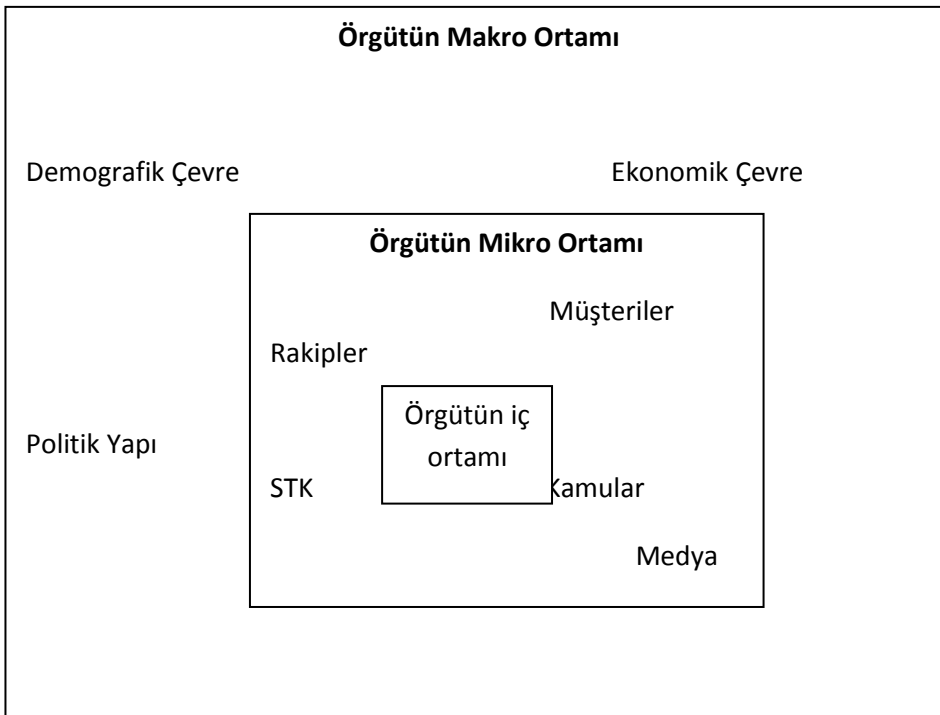 Örgütün Makro Ortamı
Demografik Çevre
Ekonomik Çevre
Örgütün Mikro Ortamı
Müşteriler
Rakipler
Örgütün iç
ortamı
Politik Yapı
STK
Kamular
Medya